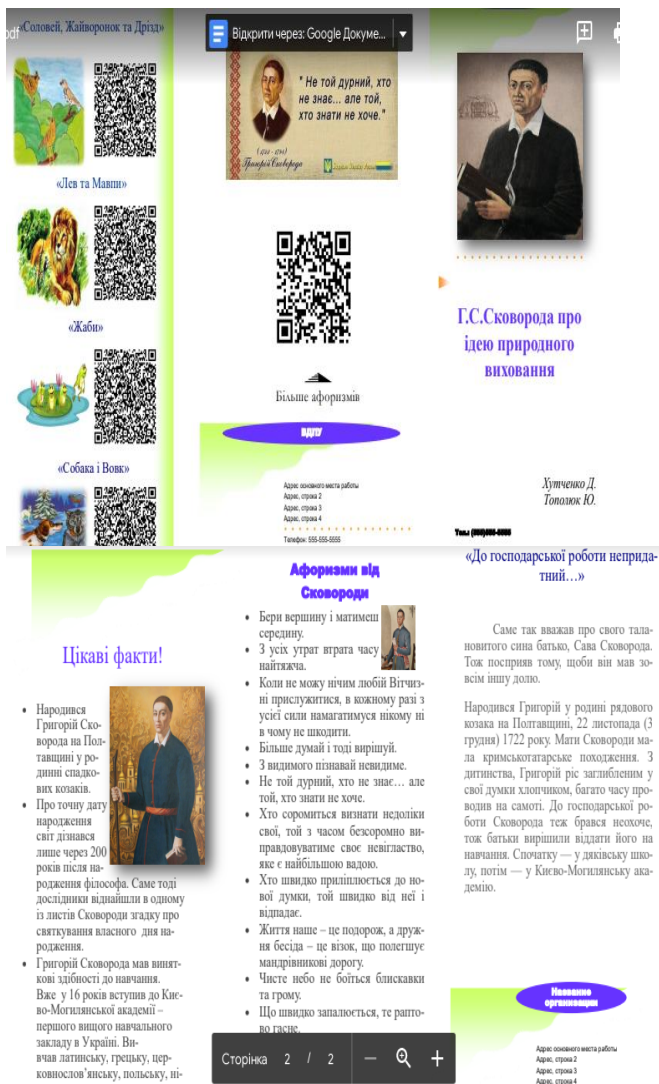 pdf
«Соловей, Жайворонок та Дрізд»
«Лев та Мавпи»
«Жаби»
«Собака і Вовк»
Відкрити через: Google Докуме...
" Не той дурний, хто
не знає... але той,
хто знати не хоче."
(1722 - 1794)
Григорій Сковорода
Більше афоризмів
ВДПУ
Адрес основного места работы
Адрес, строка 2
Адрес, строка 3
Адрес, строка 4
Телефон: 555-555-5555
Г.С.Сковорода про
ідею природного
виховання
Хутченко Д.
Тополюк Ю.
Тел.: (555)555-5555
Цікаві факти!
• Народився
Григорій Ско-
ворода на Пол-
тавщині у ро-
динні спадко-
вих козаків.
• Про точну дату
народження
світ дізнався
лише через 200
років після на-
родження філософа. Саме тоді
дослідники віднайшли в одному
із листів Сковороди згадку про
святкування власного дня на-
родження.
• Григорій Сковорода мав винят-
кові здібності до навчання.
Вже у 16 років вступив до Киє-
во-Могилянської академії –
першого вищого навчального
закладу в Україні. Ви-
вчав латинську, грецьку, цер-
ковнослов'янську, польську, ні-
Афоризми від
Сковороди
• Бери вершину і матимеш
середину.
• З усіх утрат втрата часу
найтяжча.
• Коли не можу нічим любій Вітчиз-
ні прислужитися, в кожному разі з
усієї сили намагатимуся нікому ні
в чому не шкодити.
• Більше думай і тоді вирішуй.
• З видимого пізнавай невидиме.
• Не той дурний, хто не знає… але
той, хто знати не хоче.
• Хто соромиться визнати недоліки
свої, той з часом безсоромно ви-
правдовуватиме своє невігластво,
яке є найбільшою вадою.
• Хто швидко приліплюється до но-
вої думки, той швидко від неї і
відпадає.
• Життя наше – це подорож, а друж-
ня бесіда – це візок, що полегшує
мандрівникові дорогу.
• Чисте небо не боїться блискавки
та грому.
• Що швидко запалюється, те рапто-
во гасне.
Сторінка 2 / 2
«До господарської роботи неприда-
тний…»
Саме так вважав про свого тала-
новитого сина батько, Сава Сковорода.
Тож посприяв тому, щоби він мав зо-
всім іншу долю.
Народився Григорій у родині рядового
козака на Полтавщині, 22 листопада (3
грудня) 1722 року. Мати Сковороди ма-
ла кримськотатарське походження. З
дитинства, Григорій ріс заглибленим у
свої думки хлопчиком, багато часу про-
водив на самоті. До господарської ро-
боти Сковорода теж брався неохоче,
тож батьки вирішили віддати його на
навчання. Спочатку — у дяківську шко-
лу, потім — у Києво-Могилянську ака-
демію.
Название
организации
Адрес основного места работы
Адрес, строка 2
Адрес, строка 3
Адрес, строка 4